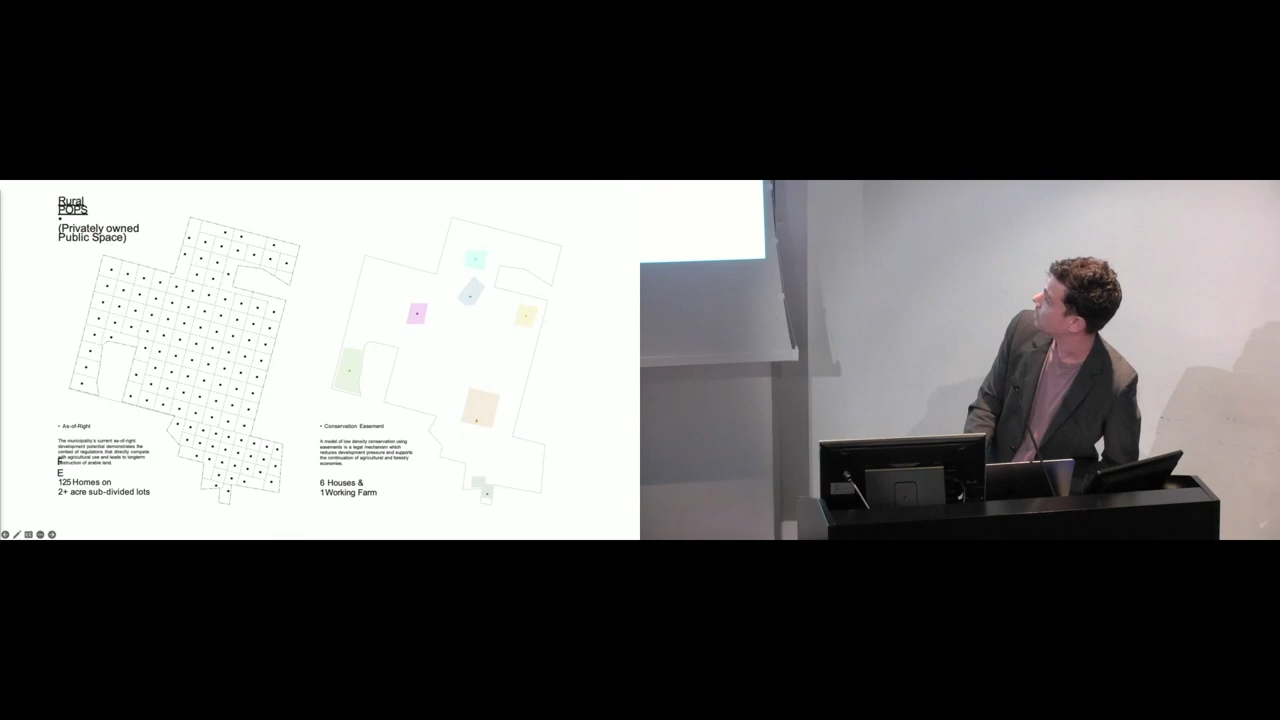 Rural
POPS
•
(Privately owned
Public Space)
• As-of-Right
The municipality's current as-of-right
development potential demonstrates the
context of regulations that directly compete
with agricultural use and leads to longterm
destruction of arable land.
F
E
125 Homes on
2+ acre sub-divided lots
• Conservation Easement
A model of low density conservation using
easements is a legal mechanism which
reduces development pressure and supports
the continuation of agricultural and forestry
economies.
6 Houses &
1 Working Farm